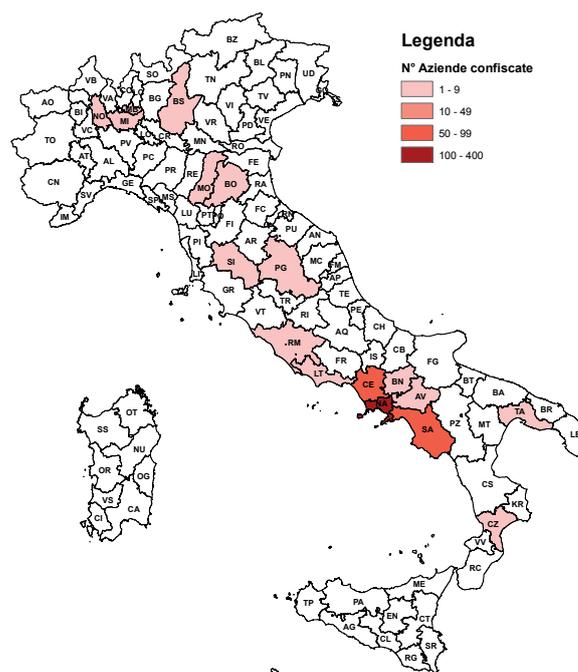 Legenda
N° Aziende confiscate
1 - 9
10 - 49
50 - 99
100 - 400
BZ
SO
TN
BL
PN
UD
VB
CO
VA
BG
BS
VI
TV
AO
BI
NO
MI
VR
PD
VE
VC
LO
CR
MN
RO
TO
AT
PV
AL
PC
PR
RE
MO
BO
FE
CN
SV
GE
SP
MS
RA
IM
LU
PT
PO
FI
FC
RN
PU
PI
AR
AN
LI
SI
PG
MC
FM
AP
GR
TR
TE
VT
RI
PE
AQ
CH
RM
FR
IS
CB
FG
LT
CE
BN
BT
BA
NA
AV
TA
BR
SA
PZ
MT
LE
OT
SS
NU
OR
OG
VS
CI
CA
CS
KR
CZ
VV
RC
ME
TP
PA
EN
CT
AG
CL
SR
RG